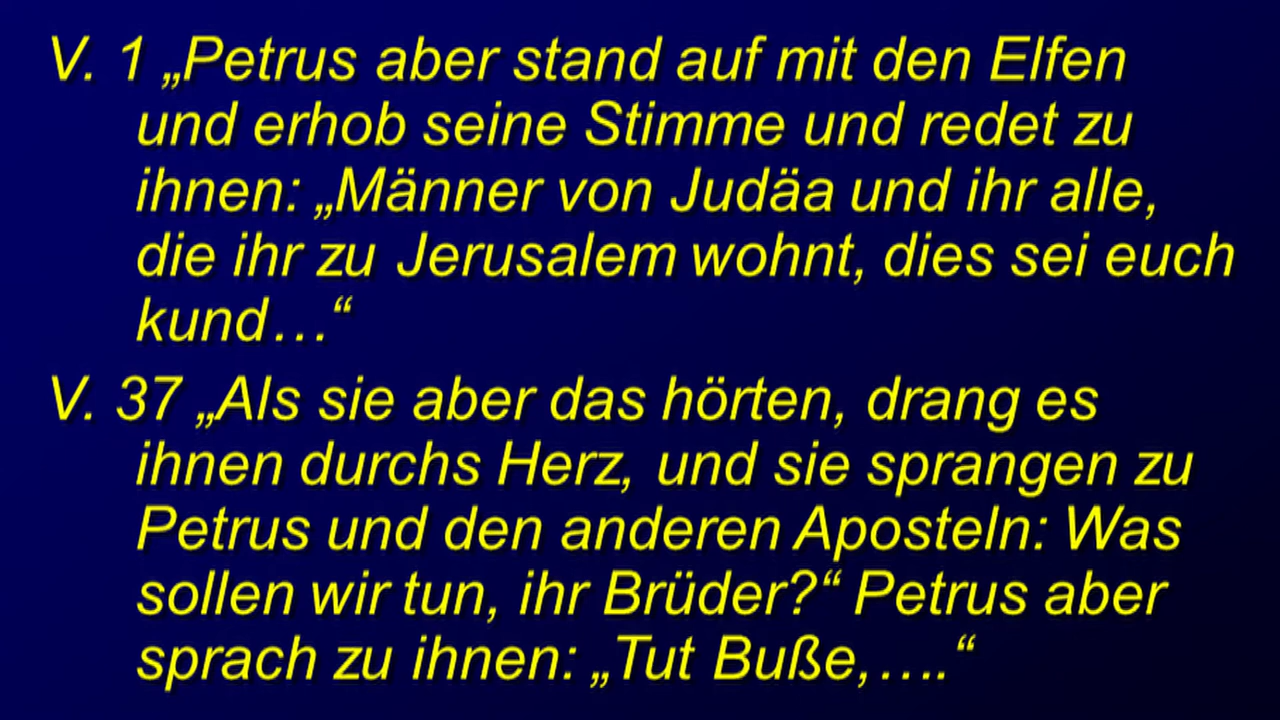 V. 1 „Petrus aber stand auf mit den Elfen
und erhob seine Stimme und redet zu
ihnen: „Männer von Judäa und ihr alle,
die ihr zu Jerusalem wohnt, dies sei euch
kund…“
V. 37 „Als sie aber das hörten, drang es
ihnen durchs Herz, und sie sprangen zu
Petrus und den anderen Aposteln: Was
sollen wir tun, ihr Brüder?“ Petrus aber
sprach zu ihnen: „Tut Buße,….“